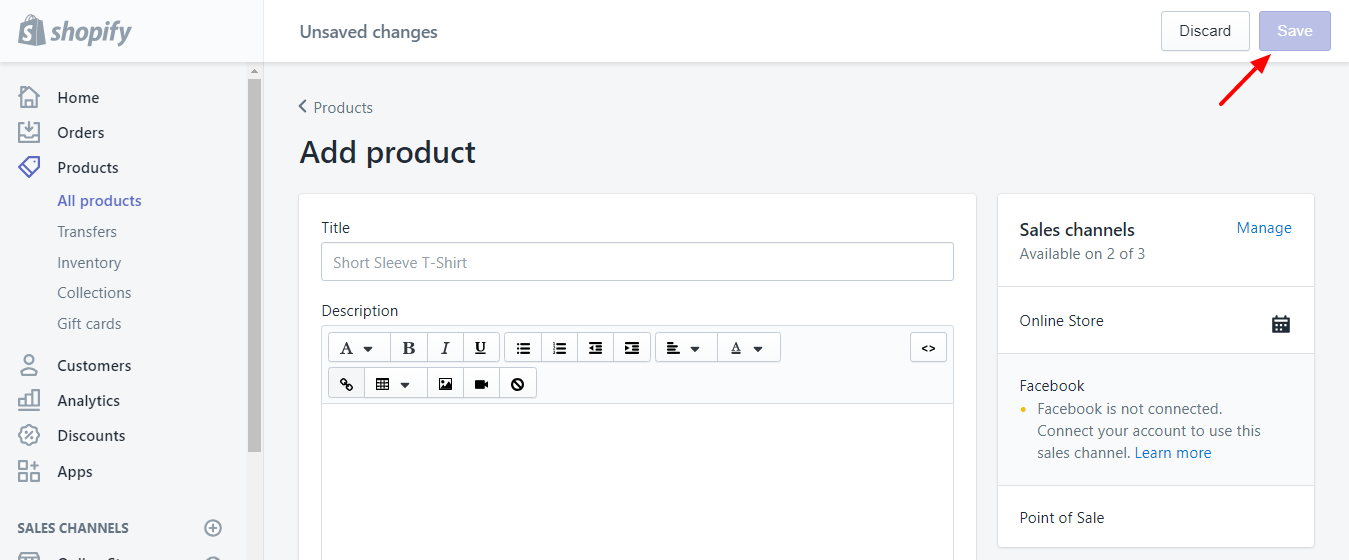 shopify
Unsaved changes
Discard
Save
Home
Orders
Products
All products
Transfers
Inventory
Collections
Gift cards
Customers
Analytics
Discounts
Apps
SALES CHANNELS
Products
Add product
Title
Short Sleeve T-Shirt
Description
A
B
I
U
A
<>
Sales channels
Manage
Available on 2 of 3
Online Store
Facebook
Facebook is not connected.
Connect your account to use this
sales channel. Learn more
Point of Sale